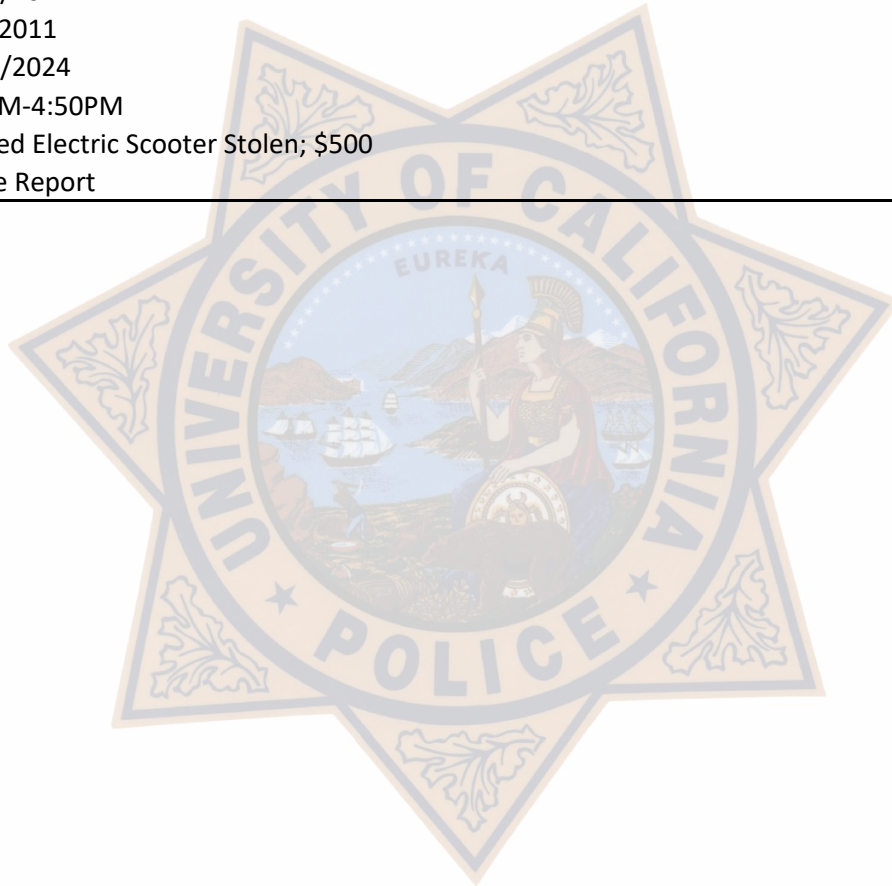 2011
/2024
M-4:50PM
ed Electric Scooter Stolen; $500
e Report
UNIVERSITY OF CALIFORNIA
EUREKA
POLICE